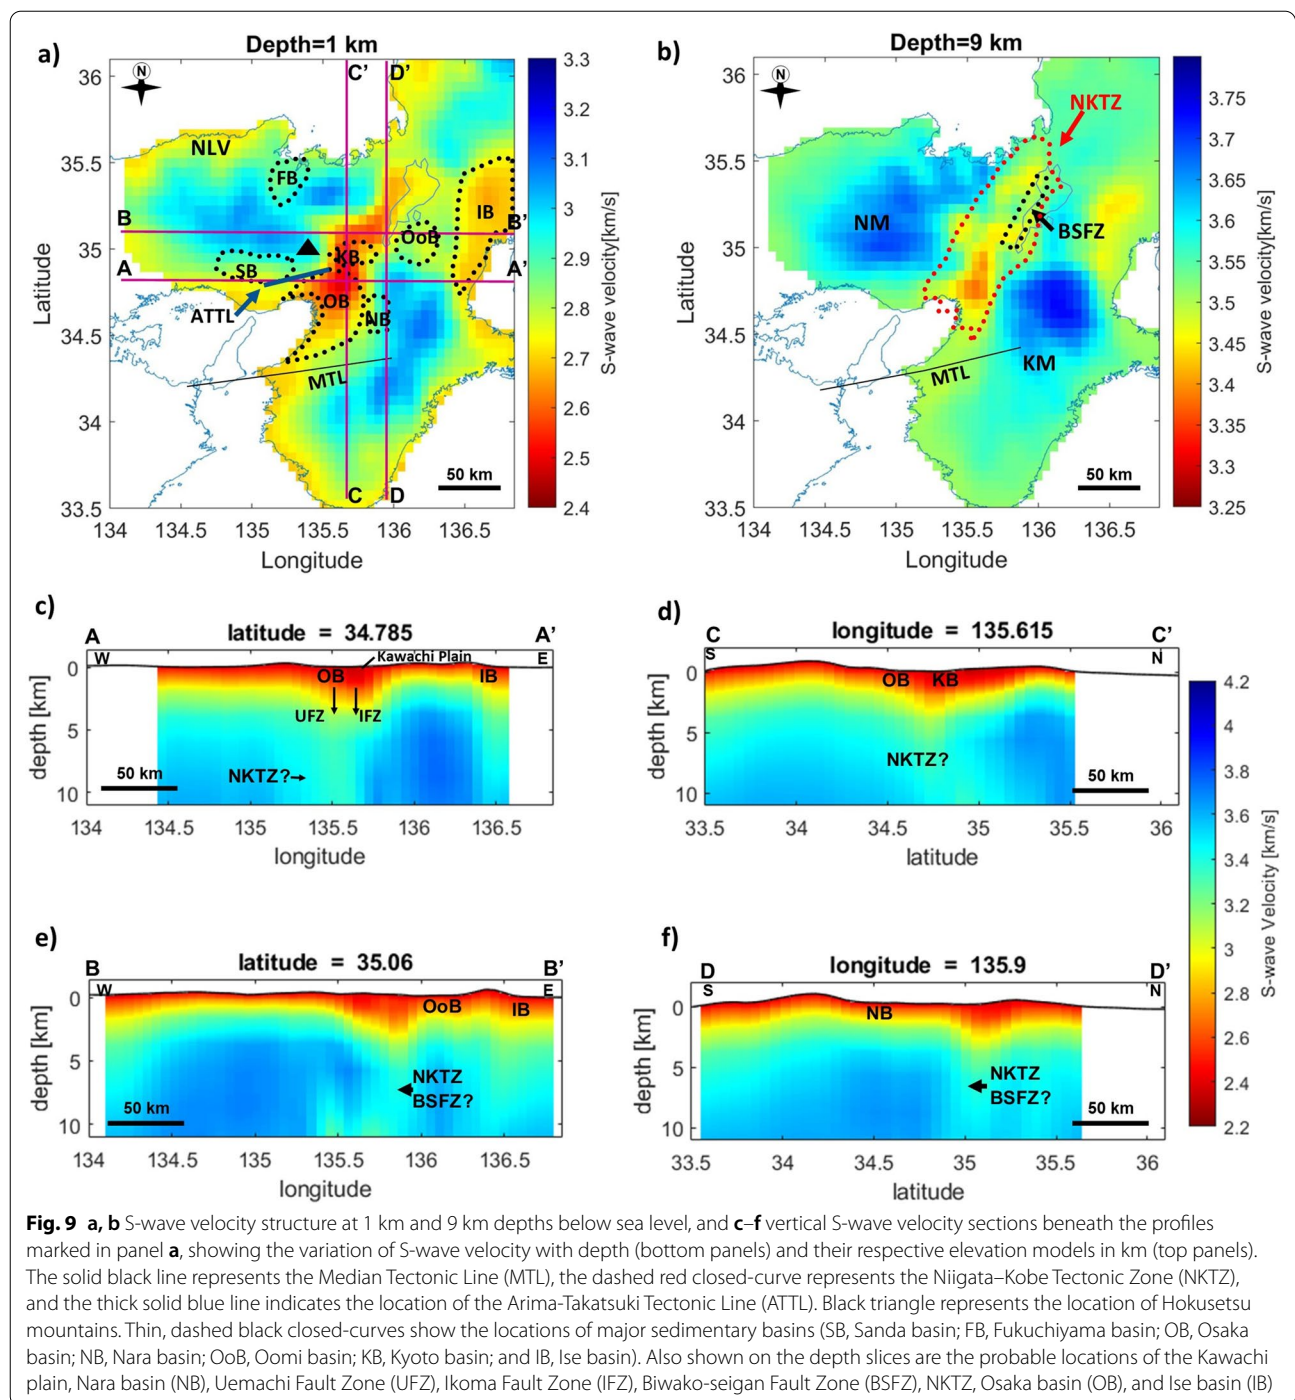 a)
Depth=1 km
N
C'
D'
NLV
FB
IB
B
B'
OoB
KB
SB
A
A'
OB
NB
ATTL
MTL
C
D
50 km
36
35.5
35
34.5
34
33.5
134
134.5
135
135.5
136
136.5
Latitude
Longitude
3.3
3.2
3.1
3
2.9
2.8
2.7
2.6
2.5
2.4
S-wave velocity[km/s]
b)
Depth=9 km
N
NKTZ
NM
BSFZ
KM
MTL
50 km
36
35.5
35
34.5
34
33.5
134
134.5
135
135.5
136
136.5
Latitude
Longitude
3.75
3.70
3.65
3.60
3.55
3.50
3.45
3.40
3.35
3.30
3.25
S-wave velocity[km/s]
c)
A
latitude = 34.785
A'
W
Kawachi Plain
E
OB
IB
UFZ
IFZ
NKTZ?
50 km
0
5
10
depth [km]
134
134.5
135
135.5
136
136.5
longitude
d)
C
longitude = 135.615
C'
S
N
OB
KB
NKTZ?
50 km
0
5
10
depth [km]
33.5
34
34.5
35
35.5
36
latitude
4.2
4
3.8
3.6
3.4
3.2
3
2.8
2.6
2.4
2.2
S-wave Velocity [km/s]
e)
B
latitude = 35.06
B'
W
E
OoB
IB
NKTZ
BSFZ?
50 km
0
5
10
depth [km]
134
134.5
135
135.5
136
136.5
longitude
f)
D
longitude = 135.9
D'
S
N
NB
NKTZ
BSFZ?
50 km
0
5
10
depth [km]
33.5
34
34.5
35
35.5
36
latitude
Fig. 9 a, b S-wave velocity structure at 1 km and 9 km depths below sea level, and c–f vertical S-wave velocity sections beneath the profiles
marked in panel a, showing the variation of S-wave velocity with depth (bottom panels) and their respective elevation models in km (top panels).
The solid black line represents the Median Tectonic Line (MTL), the dashed red closed-curve represents the Niigata–Kobe Tectonic Zone (NKTZ),
and the thick solid blue line indicates the location of the Arima-Takatsuki Tectonic Line (ATTL). Black triangle represents the location of Hokusetsu
mountains. Thin, dashed black closed-curves show the locations of major sedimentary basins (SB, Sanda basin; FB, Fukuchiyama basin; OB, Osaka
basin; NB, Nara basin; OoB, Oomi basin; KB, Kyoto basin; and IB, Ise basin). Also shown on the depth slices are the probable locations of the Kawachi
plain, Nara basin (NB), Uemachi Fault Zone (UFZ), Ikoma Fault Zone (IFZ), Biwako-seigan Fault Zone (BSFZ), NKTZ, Osaka basin (OB), and Ise basin (IB)